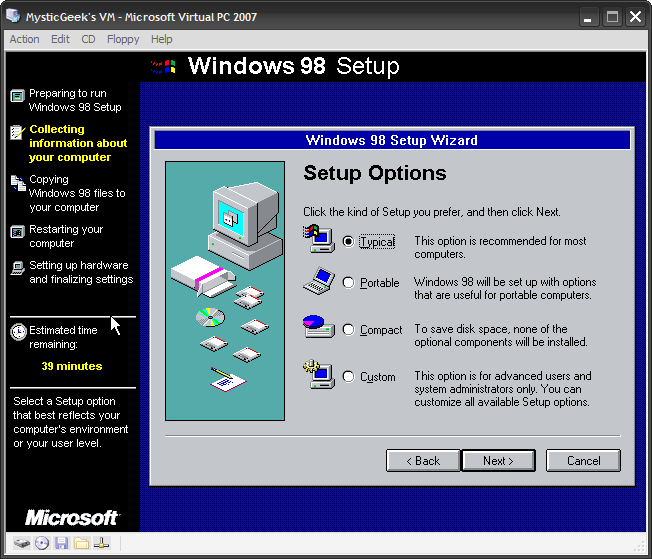 MysticGeek's VM - Microsoft Virtual PC 2007
Action Edit CD Floppy Help
Windows 98 Setup
Preparing to run
Windows 98 Setup
Collecting
information about
your computer
Copying
Windows 98 files to
your computer
Restarting your
computer
Setting up hardware
and finalizing settings
Estimated time
remaining:
39 minutes
Select a Setup option
that best reflects your
computer's environment
or your user level.
Microsoft
Windows 98 Setup Wizard
Setup Options
Click the kind of Setup you prefer, and then click Next.
Typical
This option is recommended for most
computers.
Portable
Windows 98 will be set up with options
that are useful for portable computers.
Compact
To save disk space, none of the
optional components will be installed.
Custom
This option is for advanced users and
system administrators only. You can
customize all available Setup options.
< Back Next > Cancel